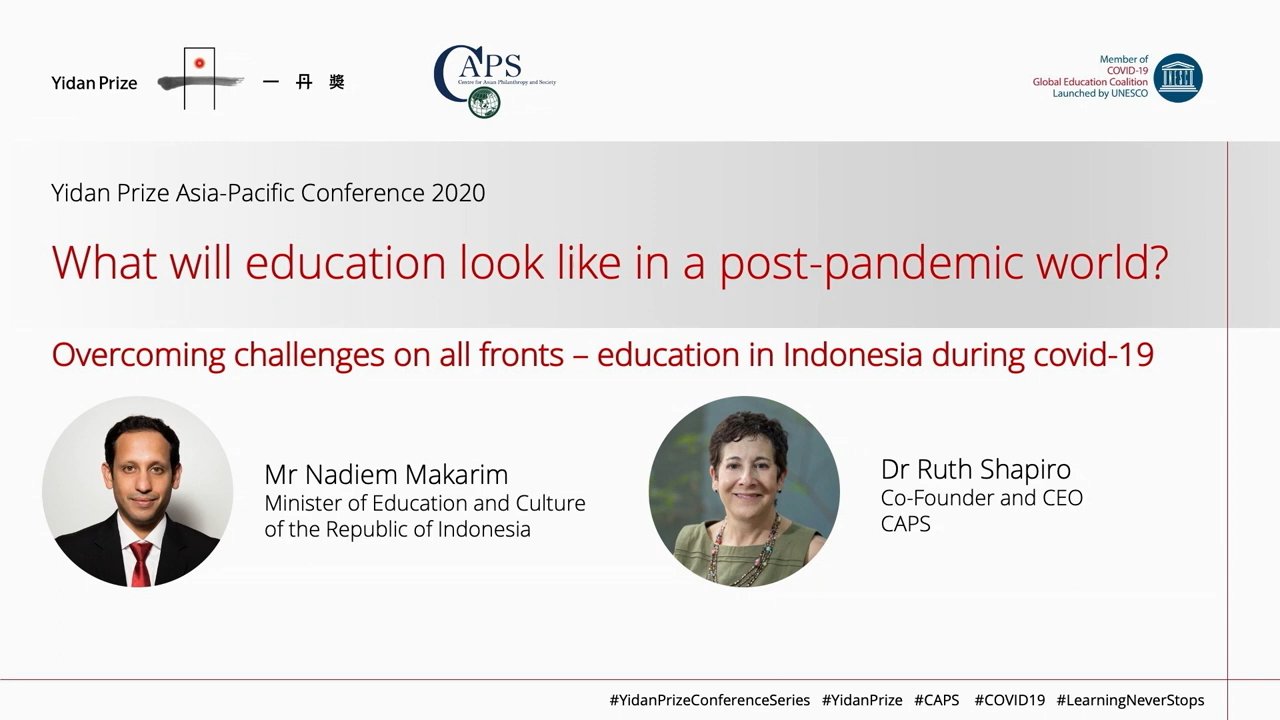 Yidan Prize 一丹獎
CAPS
Centre for Asian Philanthropy and Society
Member of
COVID-19
Global Education Coalition
Launched by UNESCO
UNESCO
Yidan Prize Asia-Pacific Conference 2020
What will education look like in a post-pandemic world?
Overcoming challenges on all fronts – education in Indonesia during covid-19
Mr Nadiem Makarim
Minister of Education and Culture
of the Republic of Indonesia
Dr Ruth Shapiro
Co-Founder and CEO
CAPS
#YidanPrizeConferenceSeries #YidanPrize #CAPS #COVID19 #LearningNeverStops